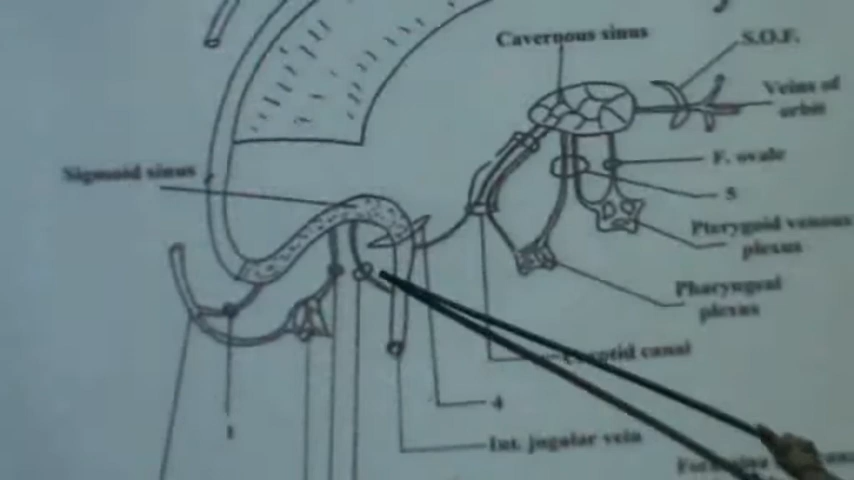 Cavernous sinus
S.O.F.
Veins of
orbit
Sigmoid sinus
F. ovale
5
Pterygoid venous
plexus
Pharyngeal
plexus
canal
4
Int. jugular vein
1